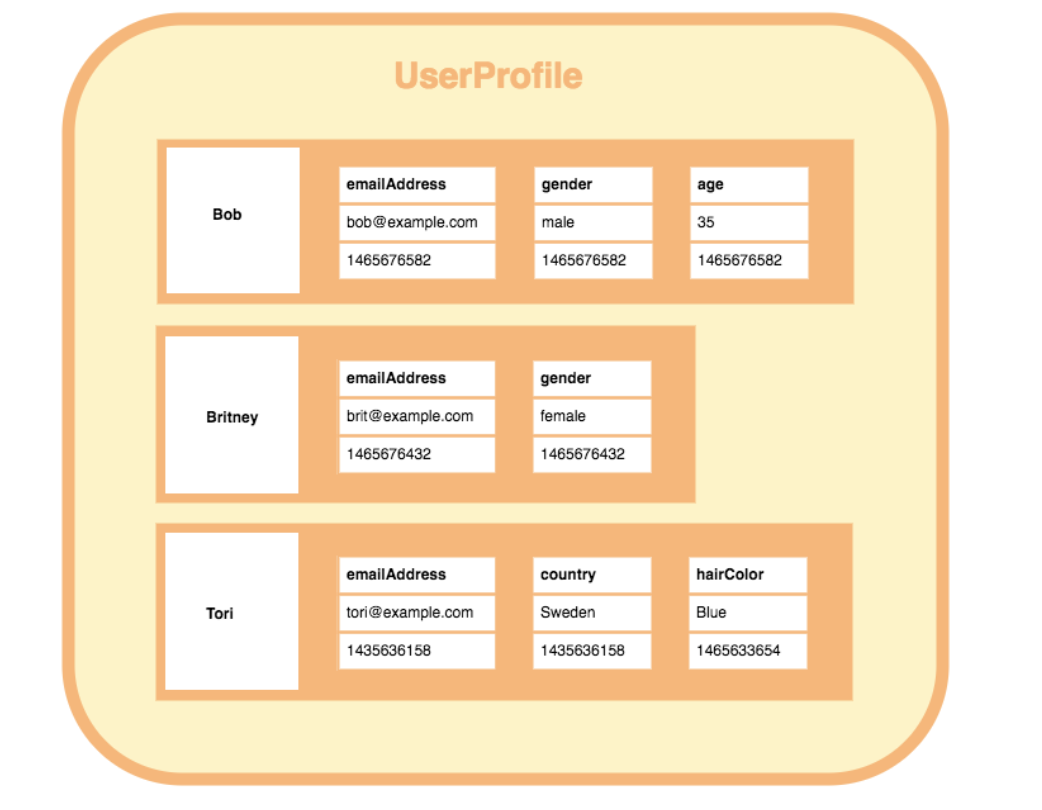 UserProfile
Bob
emailAddress gender age
bob@example.com male 35
1465676582 1465676582 1465676582
Britney
emailAddress gender
brit@example.com female
1465676432 1465676432
Tori
emailAddress country hairColor
tori@example.com Sweden Blue
1435636158 1435636158 1465633654